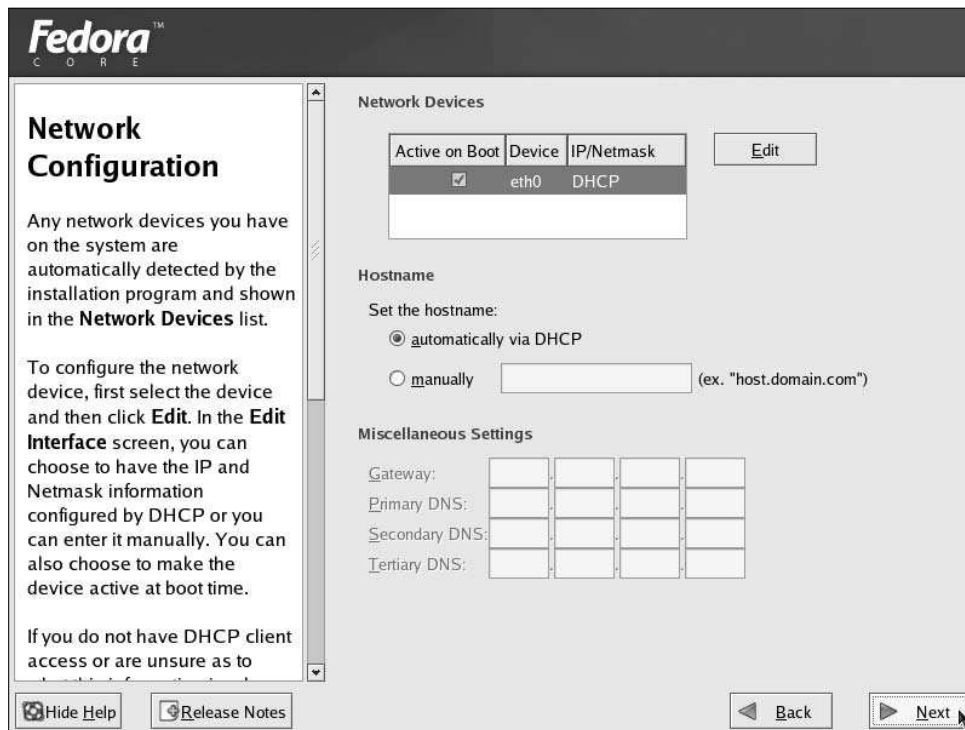 Fedora™
CORE
Network
Configuration
Any network devices you have
on the system are
automatically detected by the
installation program and shown
in the Network Devices list.
To configure the network
device, first select the device
and then click Edit. In the Edit
Interface screen, you can
choose to have the IP and
Netmask information
configured by DHCP or you
can enter it manually. You can
also choose to make the
device active at boot time.
If you do not have DHCP client
access or are unsure as to
Network Devices
Active on Boot Device IP/Netmask
eth0 DHCP
Edit
Hostname
Set the hostname:
automatically via DHCP
manually (ex. "host.domain.com")
Miscellaneous Settings
Gateway:
Primary DNS:
Secondary DNS:
Tertiary DNS:
Hide Help
Release Notes
Back
Next